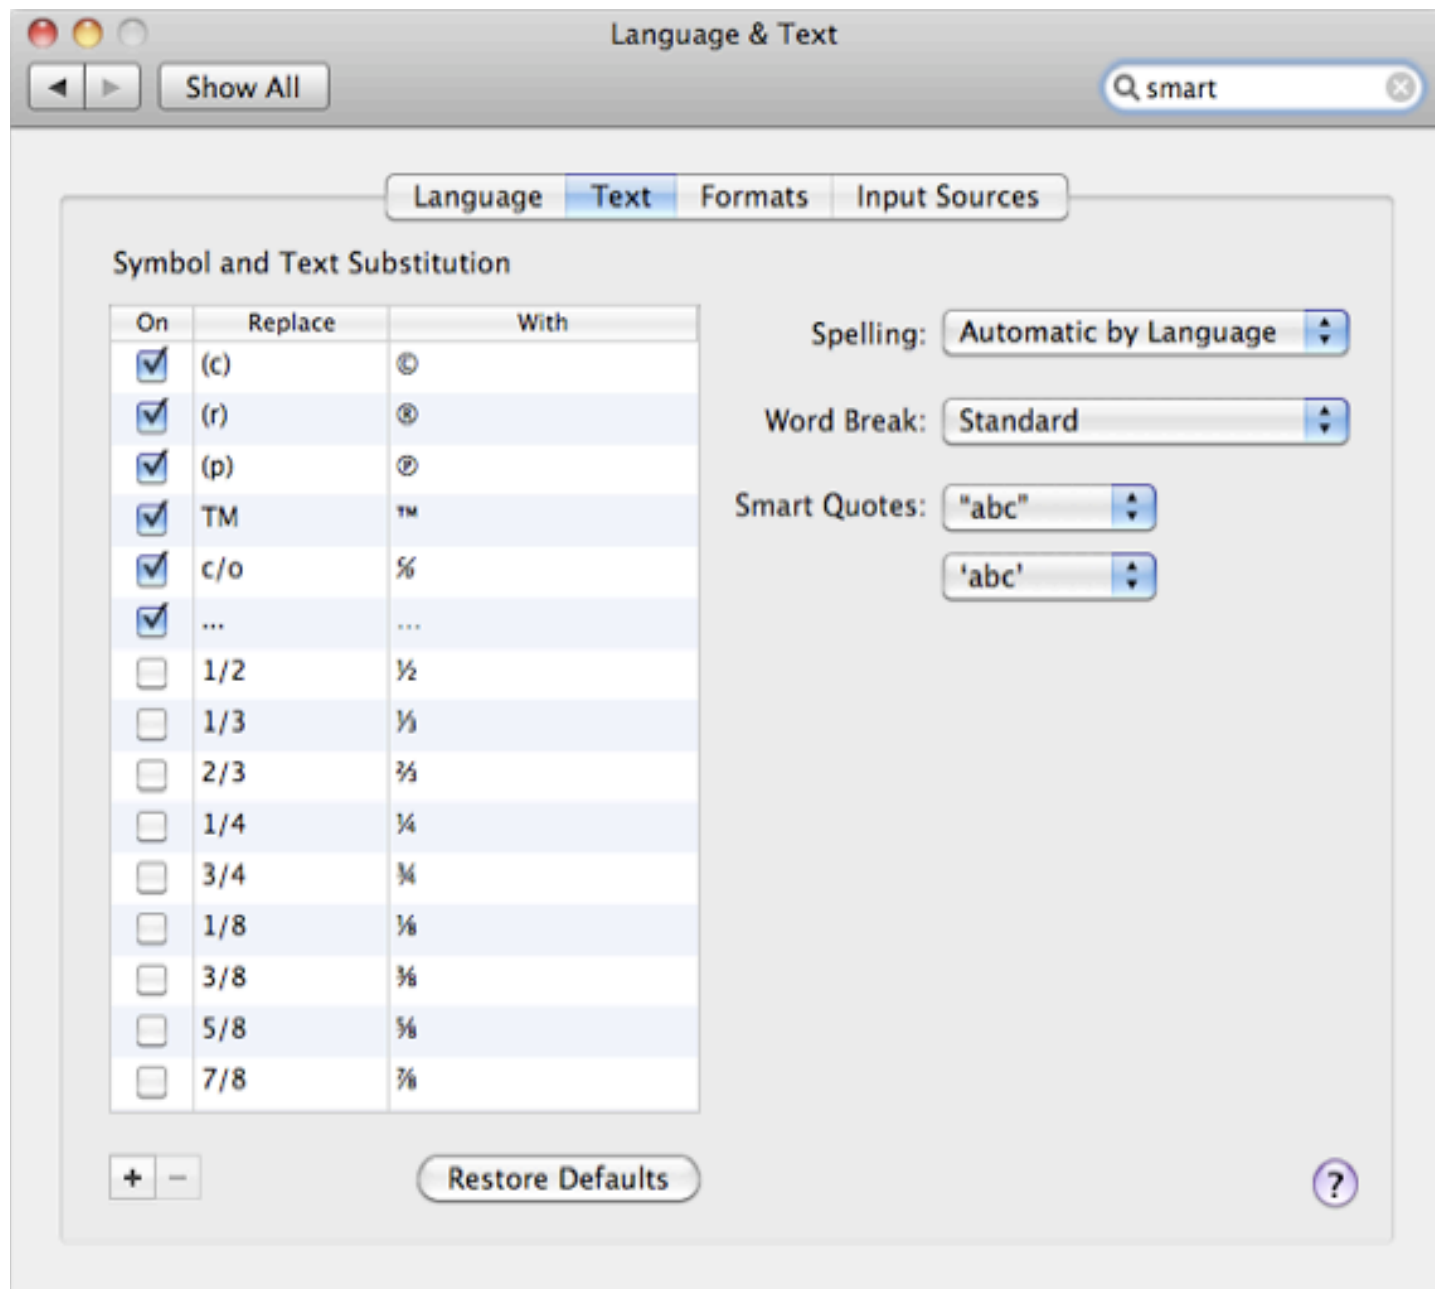 Language & Text
Show All
smart
Language Text Formats Input Sources
Symbol and Text Substitution
On Replace With
(c) ©
(r) ®
(p) ℗
TM ™
c/o ℅
... …
1/2 ½
1/3 ⅓
2/3 ⅔
1/4 ¼
3/4 ¾
1/8 ⅛
3/8 ⅜
5/8 ⅝
7/8 ⅞
Spelling: Automatic by Language
Word Break: Standard
Smart Quotes: “abc”
‘abc’
+ −
Restore Defaults
?